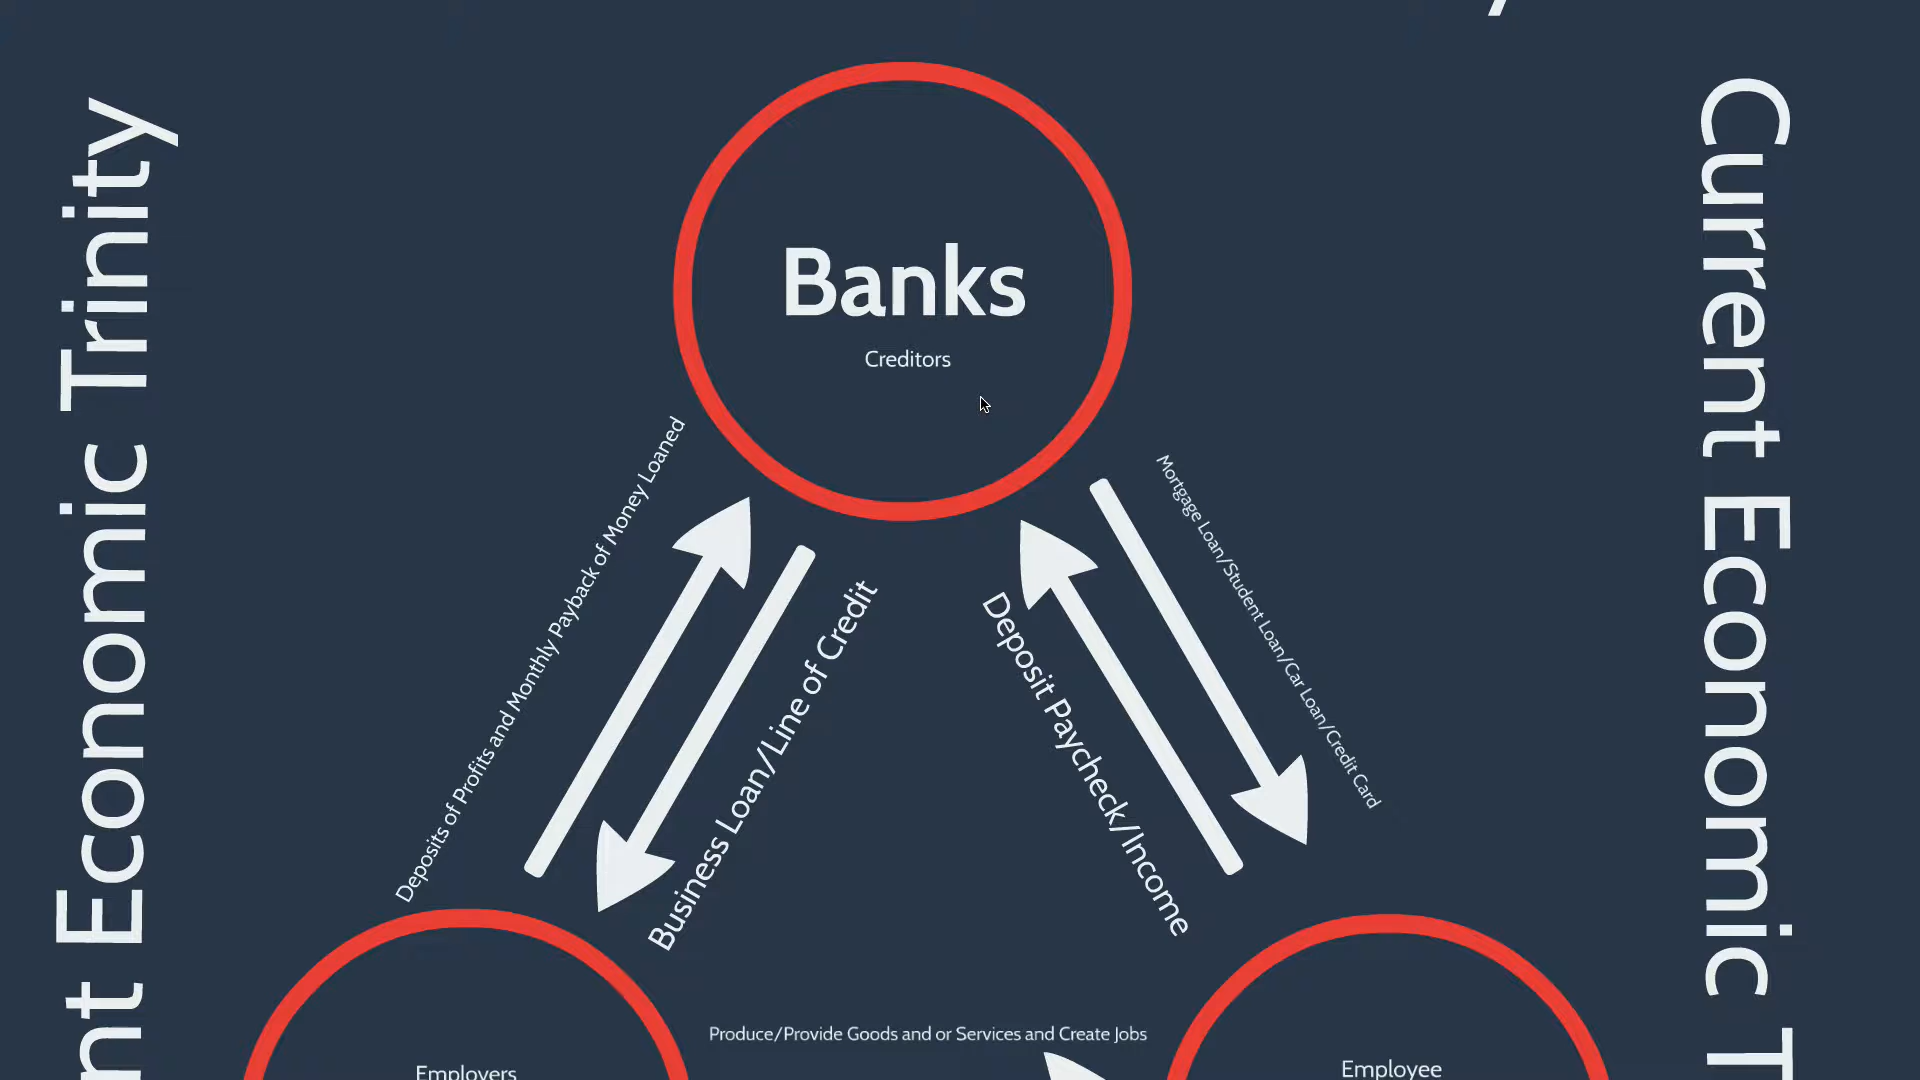 Current Economic T
nt Economic Trinity
Banks
Creditors
Deposits of Profits and Monthly Payback of Money Loaned
Business Loan/Line of Credit
Deposit Paycheck/Income
Mortgage Loan/Student Loan/Car Loan/Credit Card
Produce/Provide Goods and or Services and Create Jobs
Employers
Employee